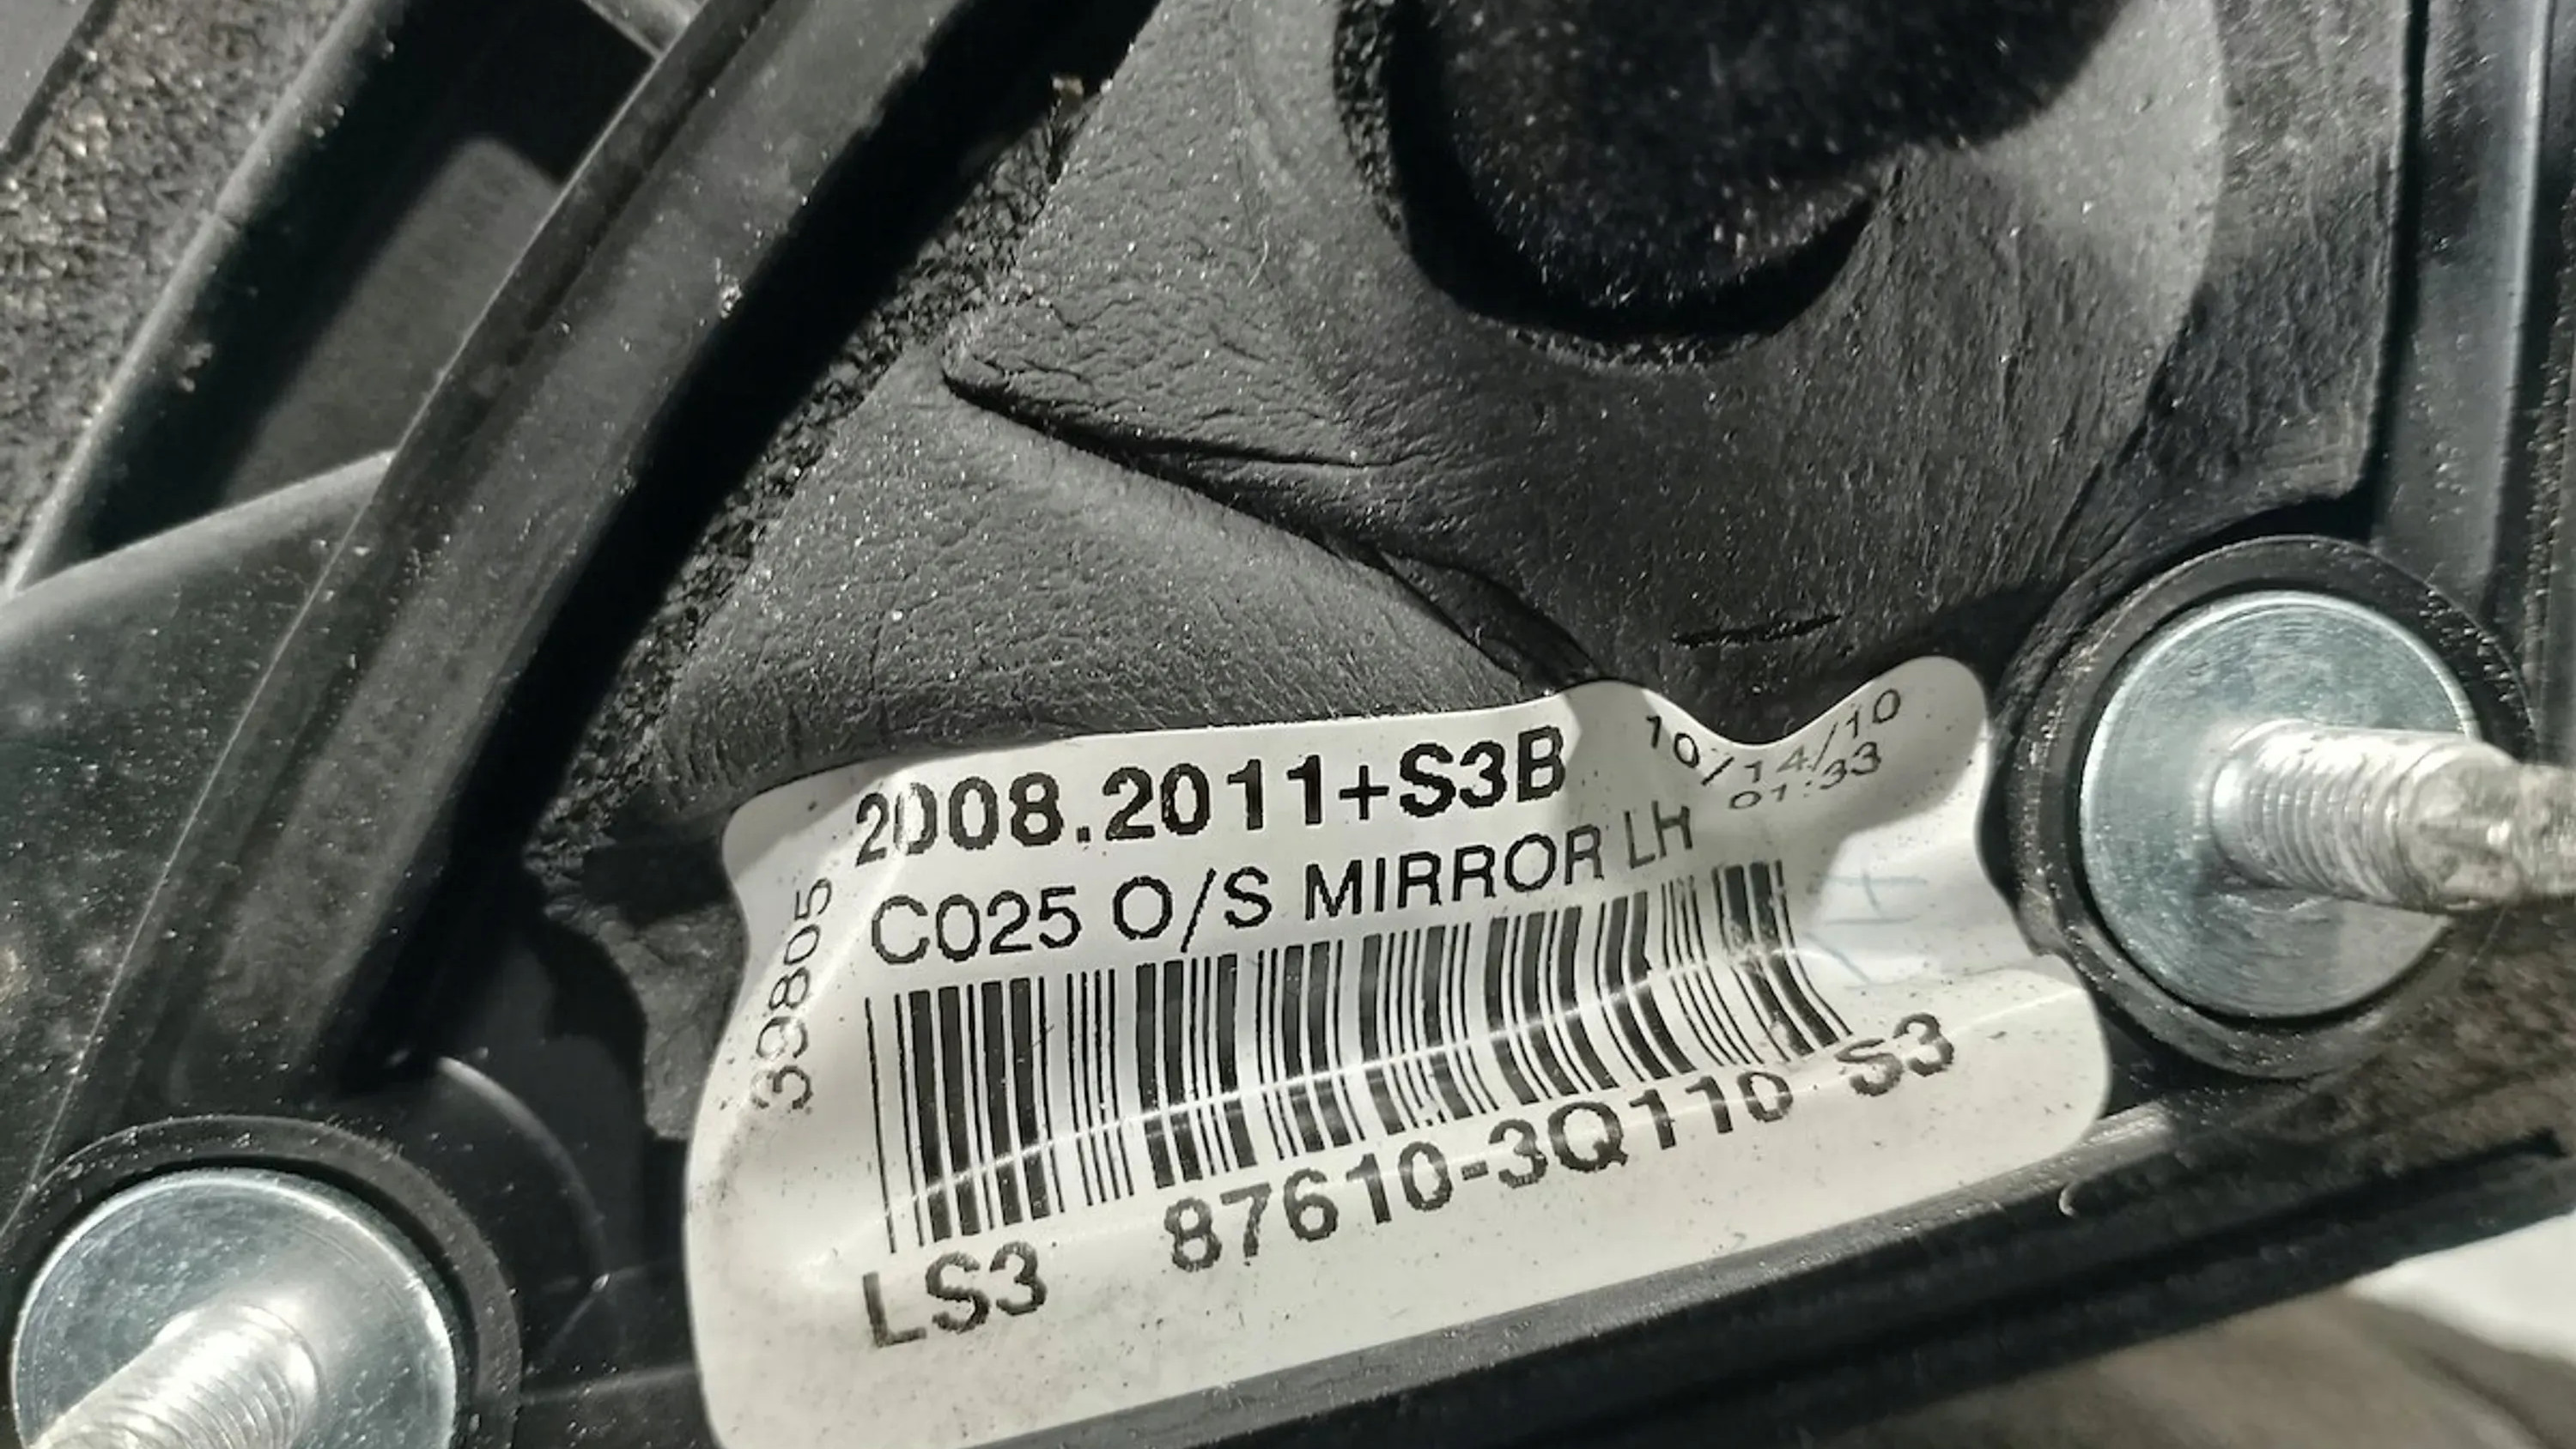 2008.2011+S3B
10/14/10
01:33
C025 O/S MIRROR LH
39805
87610-3Q110 S3
LS3